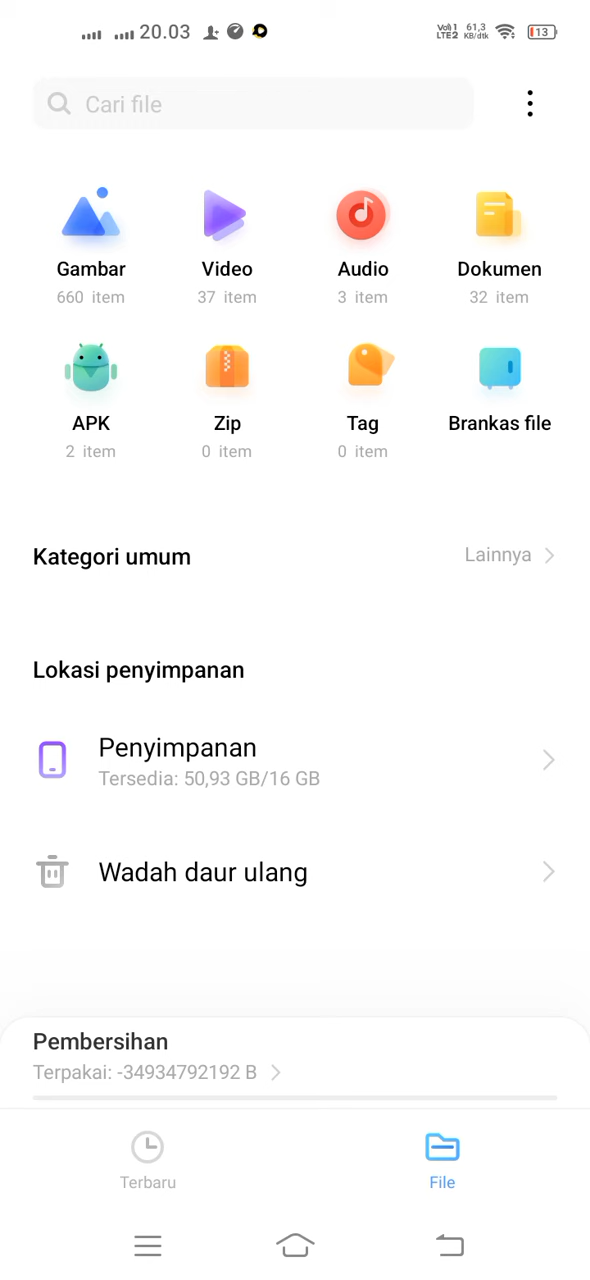 20.03
Vo)) 1
LTE2
61,3
KB/dtk
13
Cari file
Gambar
660 item
Video
37 item
Audio
3 item
Dokumen
32 item
APK
2 item
Zip
0 item
Tag
0 item
Brankas file
Kategori umum
Lainnya
Lokasi penyimpanan
Penyimpanan
Tersedia: 50,93 GB/16 GB
Wadah daur ulang
Pembersihan
Terpakai: -34934792192 B
Terbaru
File